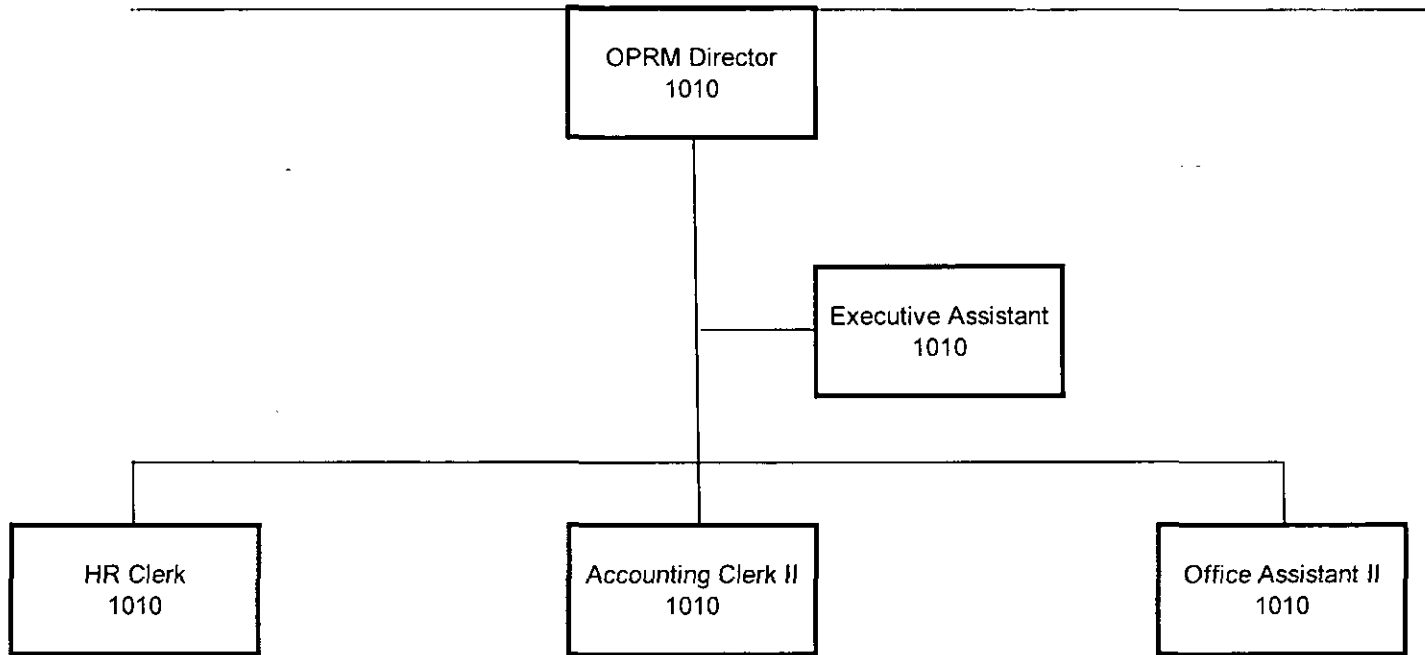 OPRM Director
1010
Executive Assistant
1010
HR Clerk
1010
Accounting Clerk II
1010
Office Assistant II
1010